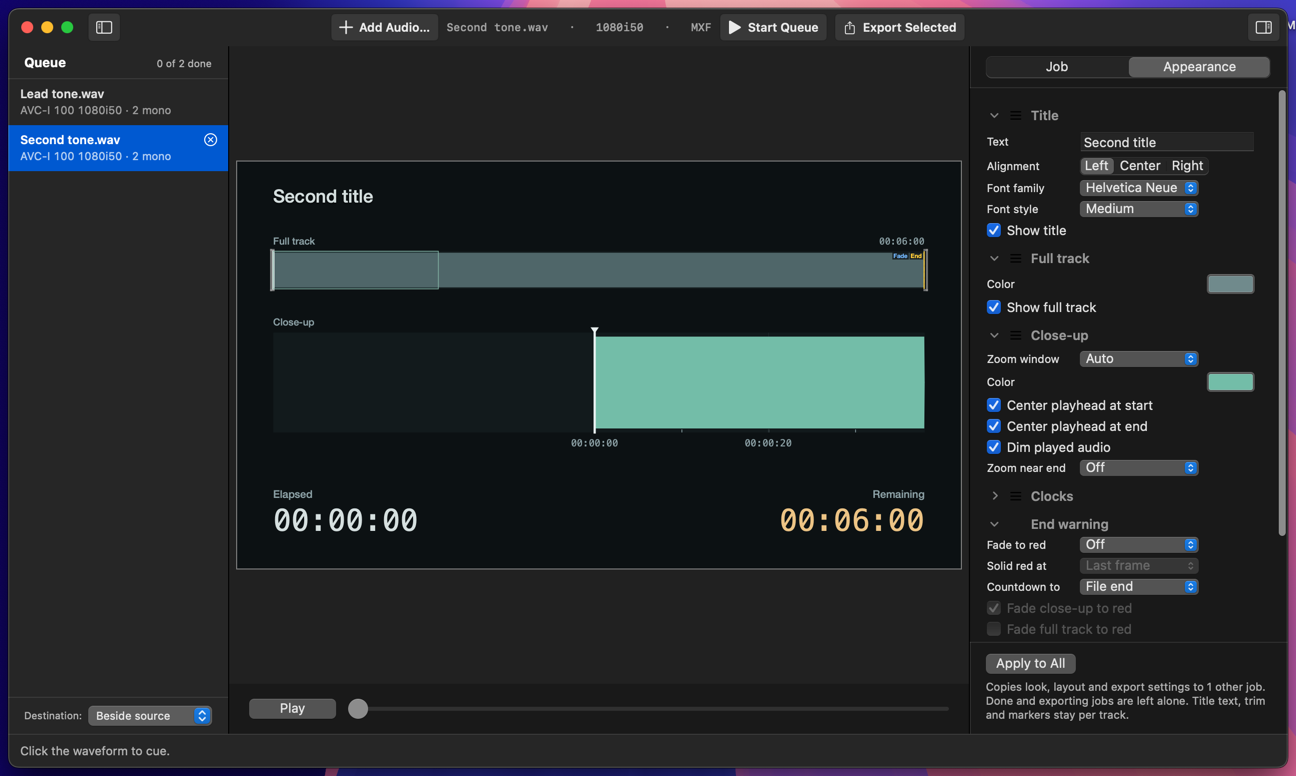 Add Audio...
Second tone.wav · 1080i50 · MXF
Start Queue
Export Selected
Queue
0 of 2 done
Lead tone.wav
AVC-I 100 1080i50 · 2 mono
Second tone.wav
AVC-I 100 1080i50 · 2 mono
Destination: Beside source
Click the waveform to cue.
Second title
Full track 00:06:00
Fade End
Close-up
00:00:00 00:00:20
Elapsed Remaining
00:00:00 00:06:00
Play
Job Appearance
Title
Text Second title
Alignment Left Center Right
Font family Helvetica Neue
Font style Medium
Show title
Full track
Color
Show full track
Close-up
Zoom window Auto
Color
Center playhead at start
Center playhead at end
Dim played audio
Zoom near end Off
Clocks
End warning
Fade to red Off
Solid red at Last frame
Countdown to File end
Fade close-up to red
Fade full track to red
Apply to All
Copies look, layout and export settings to 1 other job.
Done and exporting jobs are left alone. Title text, trim
and markers stay per track.